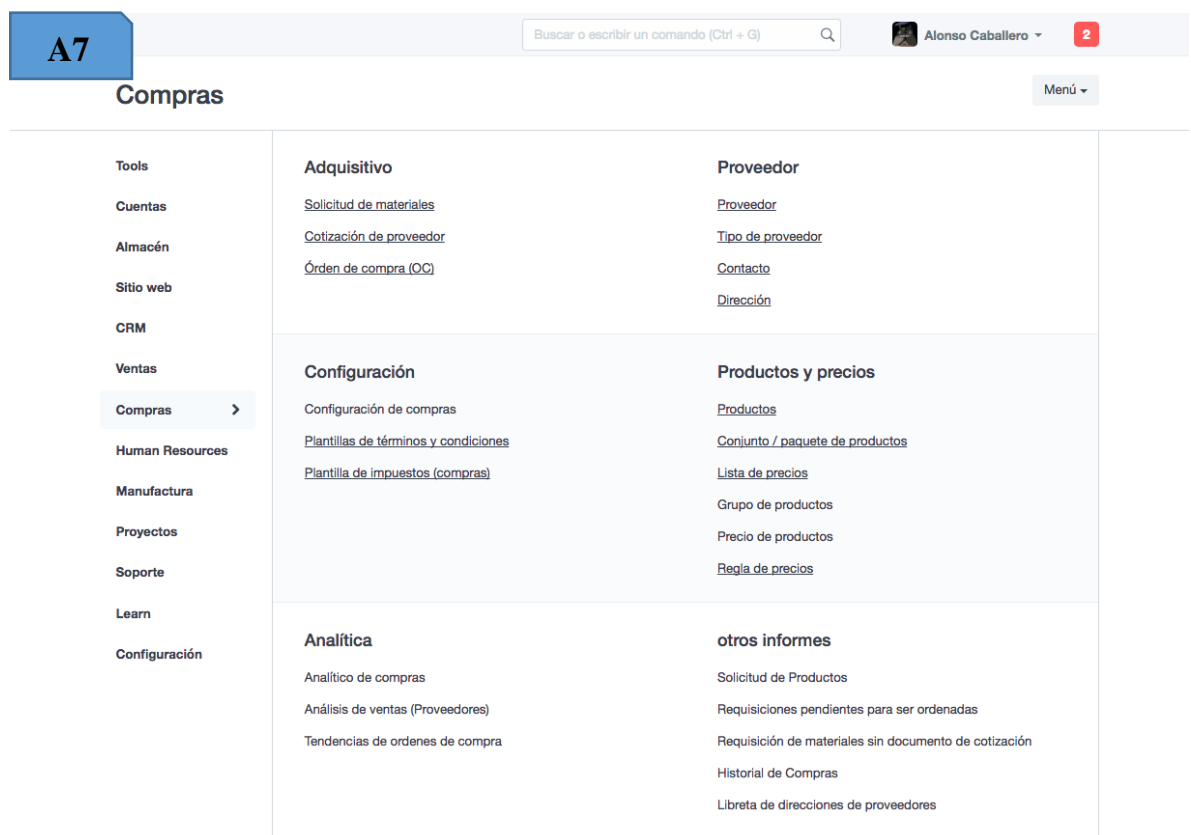 A7
Buscar o escribir un comando (Ctrl + G)
Alonso Caballero
2
Compras
Menú
Tools
Cuentas
Almacén
Sitio web
CRM
Ventas
Compras
Human Resources
Manufactura
Proyectos
Soporte
Learn
Configuración
Adquisitivo
Solicitud de materiales
Cotización de proveedor
Órden de compra (OC)
Proveedor
Proveedor
Tipo de proveedor
Contacto
Dirección
Configuración
Configuración de compras
Plantillas de términos y condiciones
Plantilla de impuestos (compras)
Productos y precios
Productos
Conjunto / paquete de productos
Lista de precios
Grupo de productos
Precio de productos
Regla de precios
Analítica
Analítico de compras
Análisis de ventas (Proveedores)
Tendencias de ordenes de compra
otros informes
Solicitud de Productos
Requisiciones pendientes para ser ordenadas
Requisición de materiales sin documento de cotización
Historial de Compras
Libreta de direcciones de proveedores